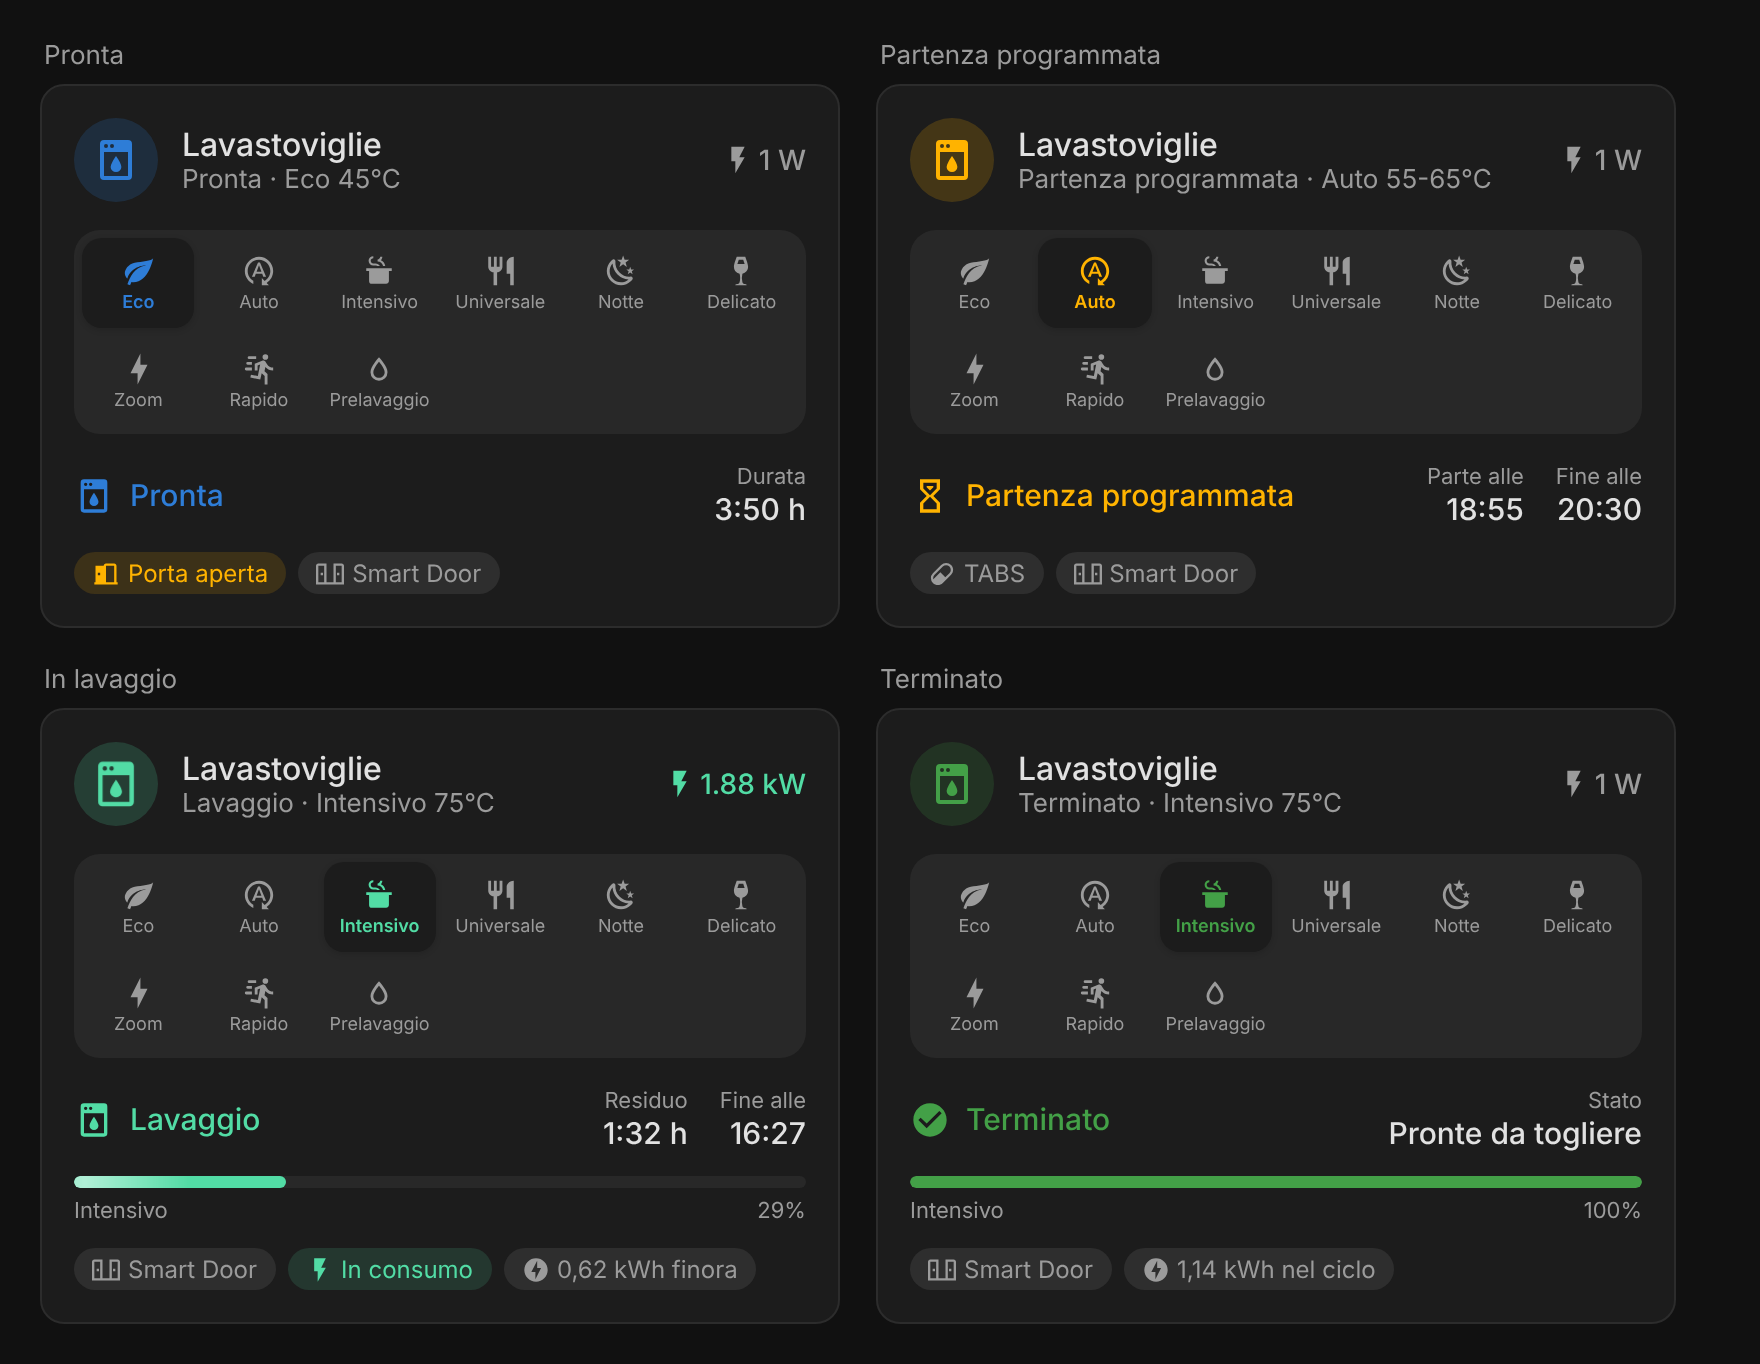 Pronta
Lavastoviglie
Pronta · Eco 45°C
1 W
Eco
Auto
Intensivo
Universale
Notte
Delicato
Zoom
Rapido
Prelavaggio
Pronta
Durata
3:50 h
Porta aperta
Smart Door
Partenza programmata
Lavastoviglie
Partenza programmata · Auto 55-65°C
1 W
Eco
Auto
Intensivo
Universale
Notte
Delicato
Zoom
Rapido
Prelavaggio
Partenza programmata
Parte alle
18:55
Fine alle
20:30
TABS
Smart Door
In lavaggio
Lavastoviglie
Lavaggio · Intensivo 75°C
1.88 kW
Eco
Auto
Intensivo
Universale
Notte
Delicato
Zoom
Rapido
Prelavaggio
Lavaggio
Residuo
1:32 h
Fine alle
16:27
Intensivo
29%
Smart Door
In consumo
0,62 kWh finora
Terminato
Lavastoviglie
Terminato · Intensivo 75°C
1 W
Eco
Auto
Intensivo
Universale
Notte
Delicato
Zoom
Rapido
Prelavaggio
Terminato
Stato
Pronte da togliere
Intensivo
100%
Smart Door
1,14 kWh nel ciclo